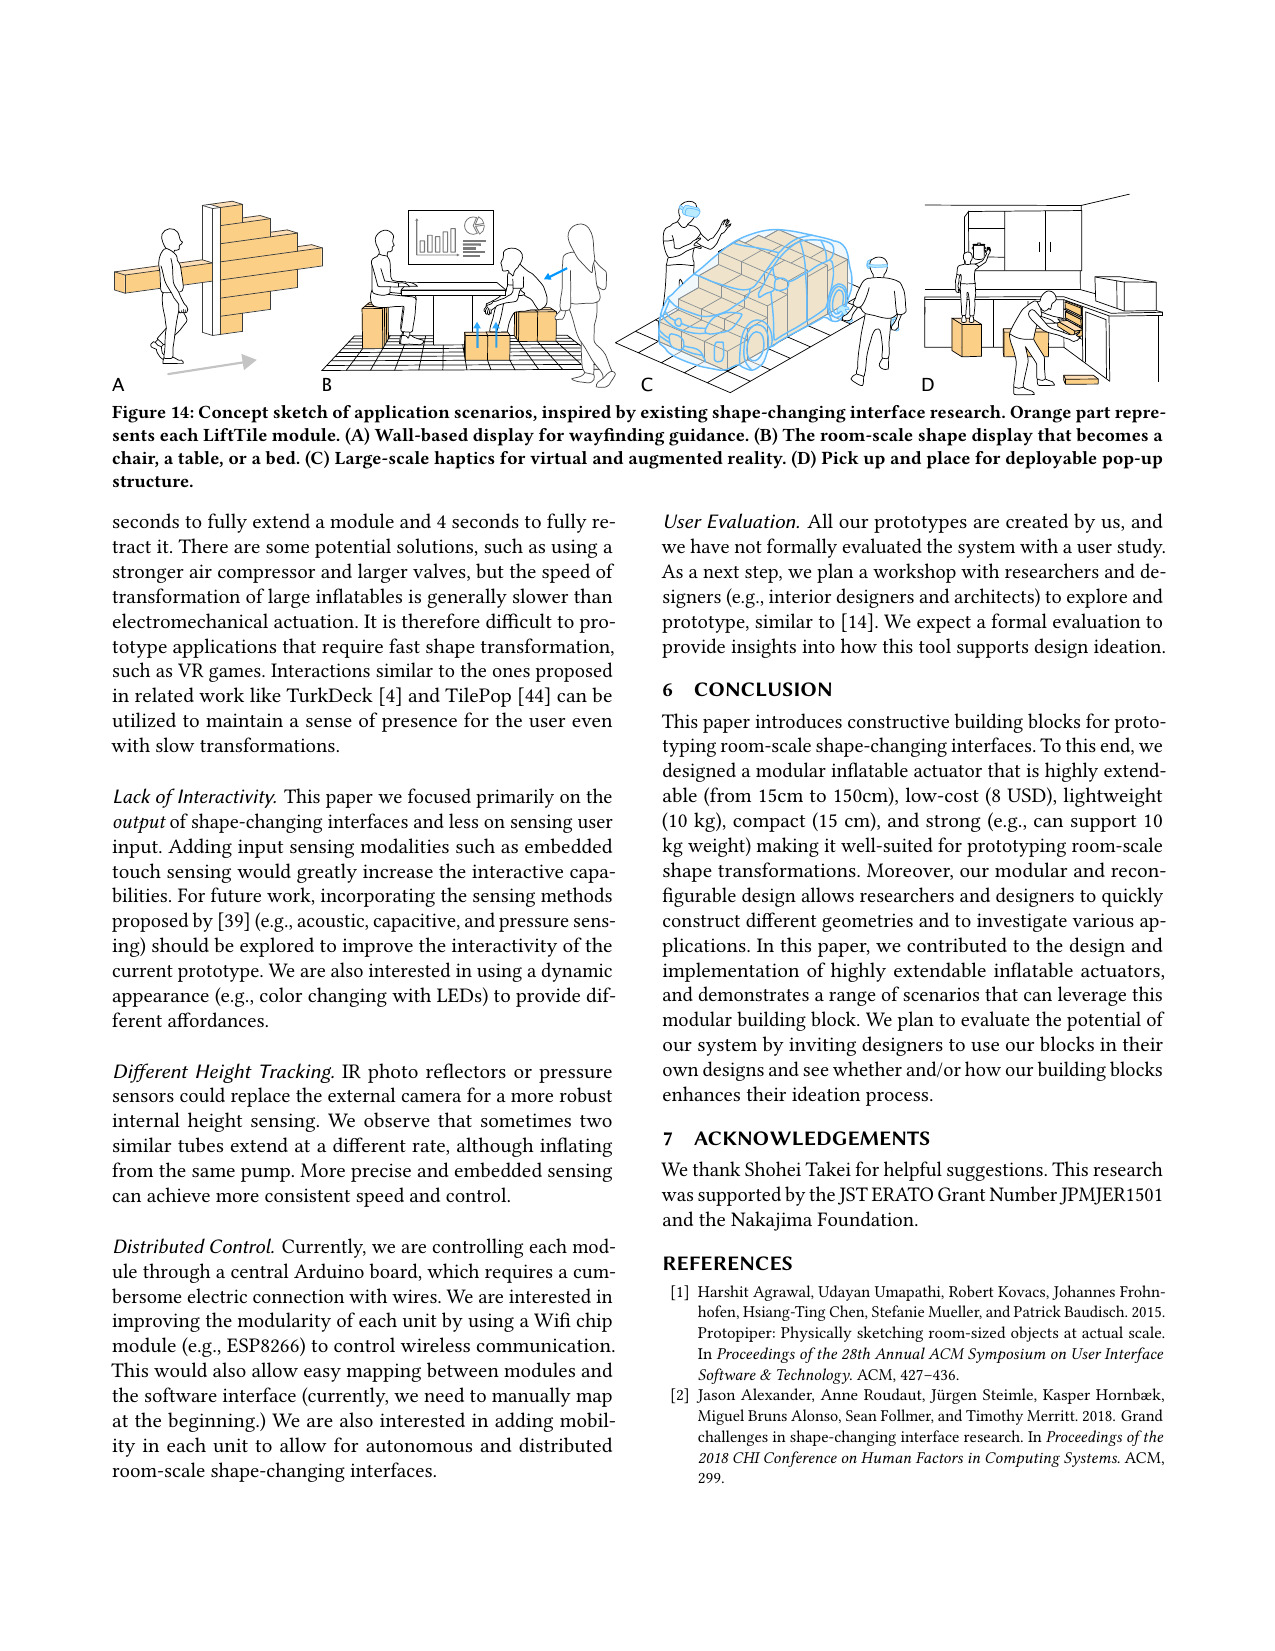 A
B
C
D
Figure 14: Concept sketch of application scenarios, inspired by existing shape-changing interface research. Orange part repre-
sents each LiftTile module. (A) Wall-based display for wayfinding guidance. (B) The room-scale shape display that becomes a
chair, a table, or a bed. (C) Large-scale haptics for virtual and augmented reality. (D) Pick up and place for deployable pop-up
structure.
seconds to fully extend a module and 4 seconds to fully re-
tract it. There are some potential solutions, such as using a
stronger air compressor and larger valves, but the speed of
transformation of large inflatables is generally slower than
electromechanical actuation. It is therefore difficult to pro-
totype applications that require fast shape transformation,
such as VR games. Interactions similar to the ones proposed
in related work like TurkDeck [4] and TilePop [44] can be
utilized to maintain a sense of presence for the user even
with slow transformations.
Lack of Interactivity. This paper we focused primarily on the
output of shape-changing interfaces and less on sensing user
input. Adding input sensing modalities such as embedded
touch sensing would greatly increase the interactive capa-
bilities. For future work, incorporating the sensing methods
proposed by [39] (e.g., acoustic, capacitive, and pressure sens-
ing) should be explored to improve the interactivity of the
current prototype. We are also interested in using a dynamic
appearance (e.g., color changing with LEDs) to provide dif-
ferent affordances.
Different Height Tracking. IR photo reflectors or pressure
sensors could replace the external camera for a more robust
internal height sensing. We observe that sometimes two
similar tubes extend at a different rate, although inflating
from the same pump. More precise and embedded sensing
can achieve more consistent speed and control.
Distributed Control. Currently, we are controlling each mod-
ule through a central Arduino board, which requires a cum-
bersome electric connection with wires. We are interested in
improving the modularity of each unit by using a Wifi chip
module (e.g., ESP8266) to control wireless communication.
This would also allow easy mapping between modules and
the software interface (currently, we need to manually map
at the beginning.) We are also interested in adding mobil-
ity in each unit to allow for autonomous and distributed
room-scale shape-changing interfaces.
User Evaluation. All our prototypes are created by us, and
we have not formally evaluated the system with a user study.
As a next step, we plan a workshop with researchers and de-
signers (e.g., interior designers and architects) to explore and
prototype, similar to [14]. We expect a formal evaluation to
provide insights into how this tool supports design ideation.
6 CONCLUSION
This paper introduces constructive building blocks for proto-
typing room-scale shape-changing interfaces. To this end, we
designed a modular inflatable actuator that is highly extend-
able (from 15cm to 150cm), low-cost (8 USD), lightweight
(10 kg), compact (15 cm), and strong (e.g., can support 10
kg weight) making it well-suited for prototyping room-scale
shape transformations. Moreover, our modular and recon-
figurable design allows researchers and designers to quickly
construct different geometries and to investigate various ap-
plications. In this paper, we contributed to the design and
implementation of highly extendable inflatable actuators,
and demonstrates a range of scenarios that can leverage this
modular building block. We plan to evaluate the potential of
our system by inviting designers to use our blocks in their
own designs and see whether and/or how our building blocks
enhances their ideation process.
7 ACKNOWLEDGEMENTS
We thank Shohei Takei for helpful suggestions. This research
was supported by the JST ERATO Grant Number JPMJER1501
and the Nakajima Foundation.
REFERENCES
[1] Harshit Agrawal, Udayan Umapathi, Robert Kovacs, Johannes Frohn-
hofen, Hsiang-Ting Chen, Stefanie Mueller, and Patrick Baudisch. 2015.
Protopiper: Physically sketching room-sized objects at actual scale.
In Proceedings of the 28th Annual ACM Symposium on User Interface
Software & Technology. ACM, 427–436.
[2] Jason Alexander, Anne Roudaut, Jürgen Steimle, Kasper Hornbæk,
Miguel Bruns Alonso, Sean Follmer, and Timothy Merritt. 2018. Grand
challenges in shape-changing interface research. In Proceedings of the
2018 CHI Conference on Human Factors in Computing Systems. ACM,
299.